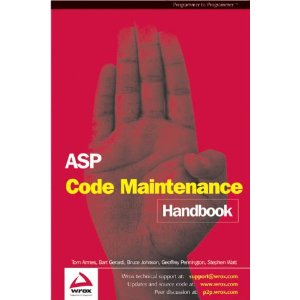 Programmer to Programmer™
ASP
Code Maintenance
Handbook
Tom Armes, Bart Gerardi, Bruce Johnson, Geoffrey Pennington, Stephen Watt
Wrox technical support at: support@wrox.com
Updates and source code at: www.wrox.com
Peer discussion at: p2p.wrox.com
wrox